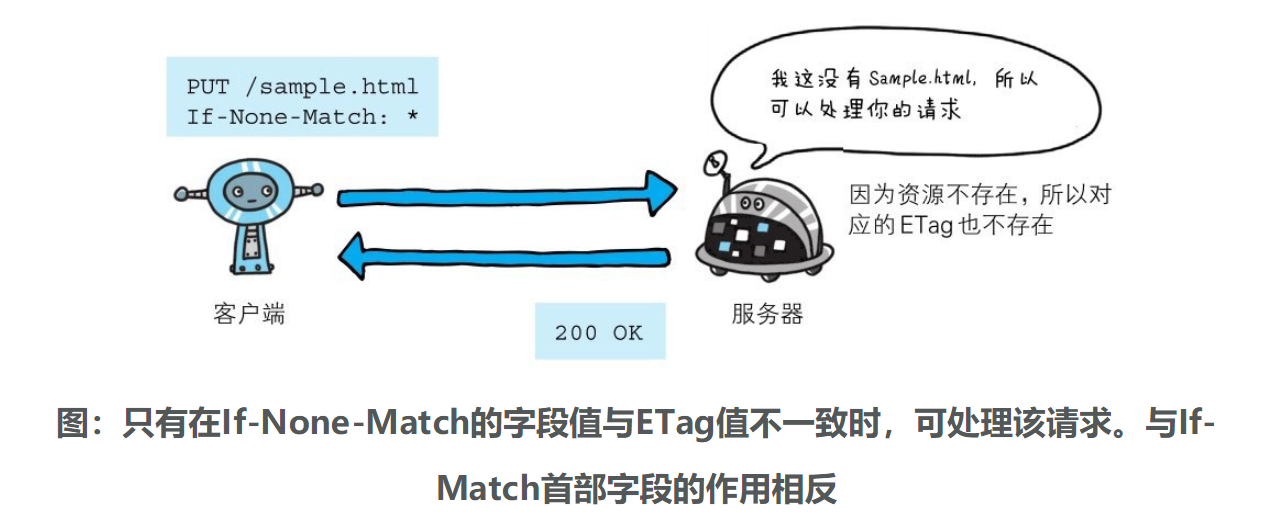 PUT /sample.html
If-None-Match: *
我这没有Sample.html, 所以
可以处理你的请求
因为资源不存在，所以对
应的ETag也不存在
客户端
服务器
200 OK
图：只有在If-None-Match的字段值与ETag值不一致时，可处理该请求。与If-
Match首部字段的作用相反